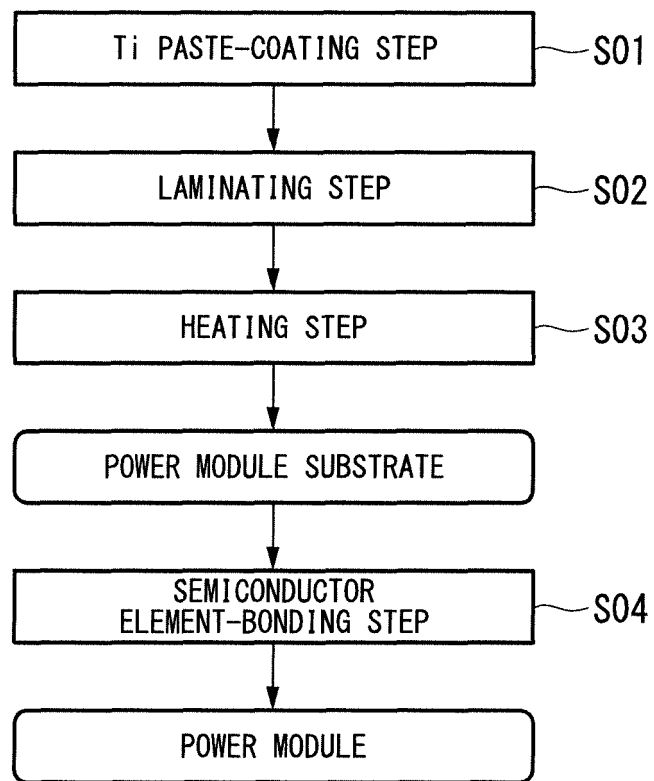 Ti PASTE-COATING STEP
S01
LAMINATING STEP
S02
HEATING STEP
S03
POWER MODULE SUBSTRATE
SEMICONDUCTOR
ELEMENT-BONDING STEP
S04
POWER MODULE